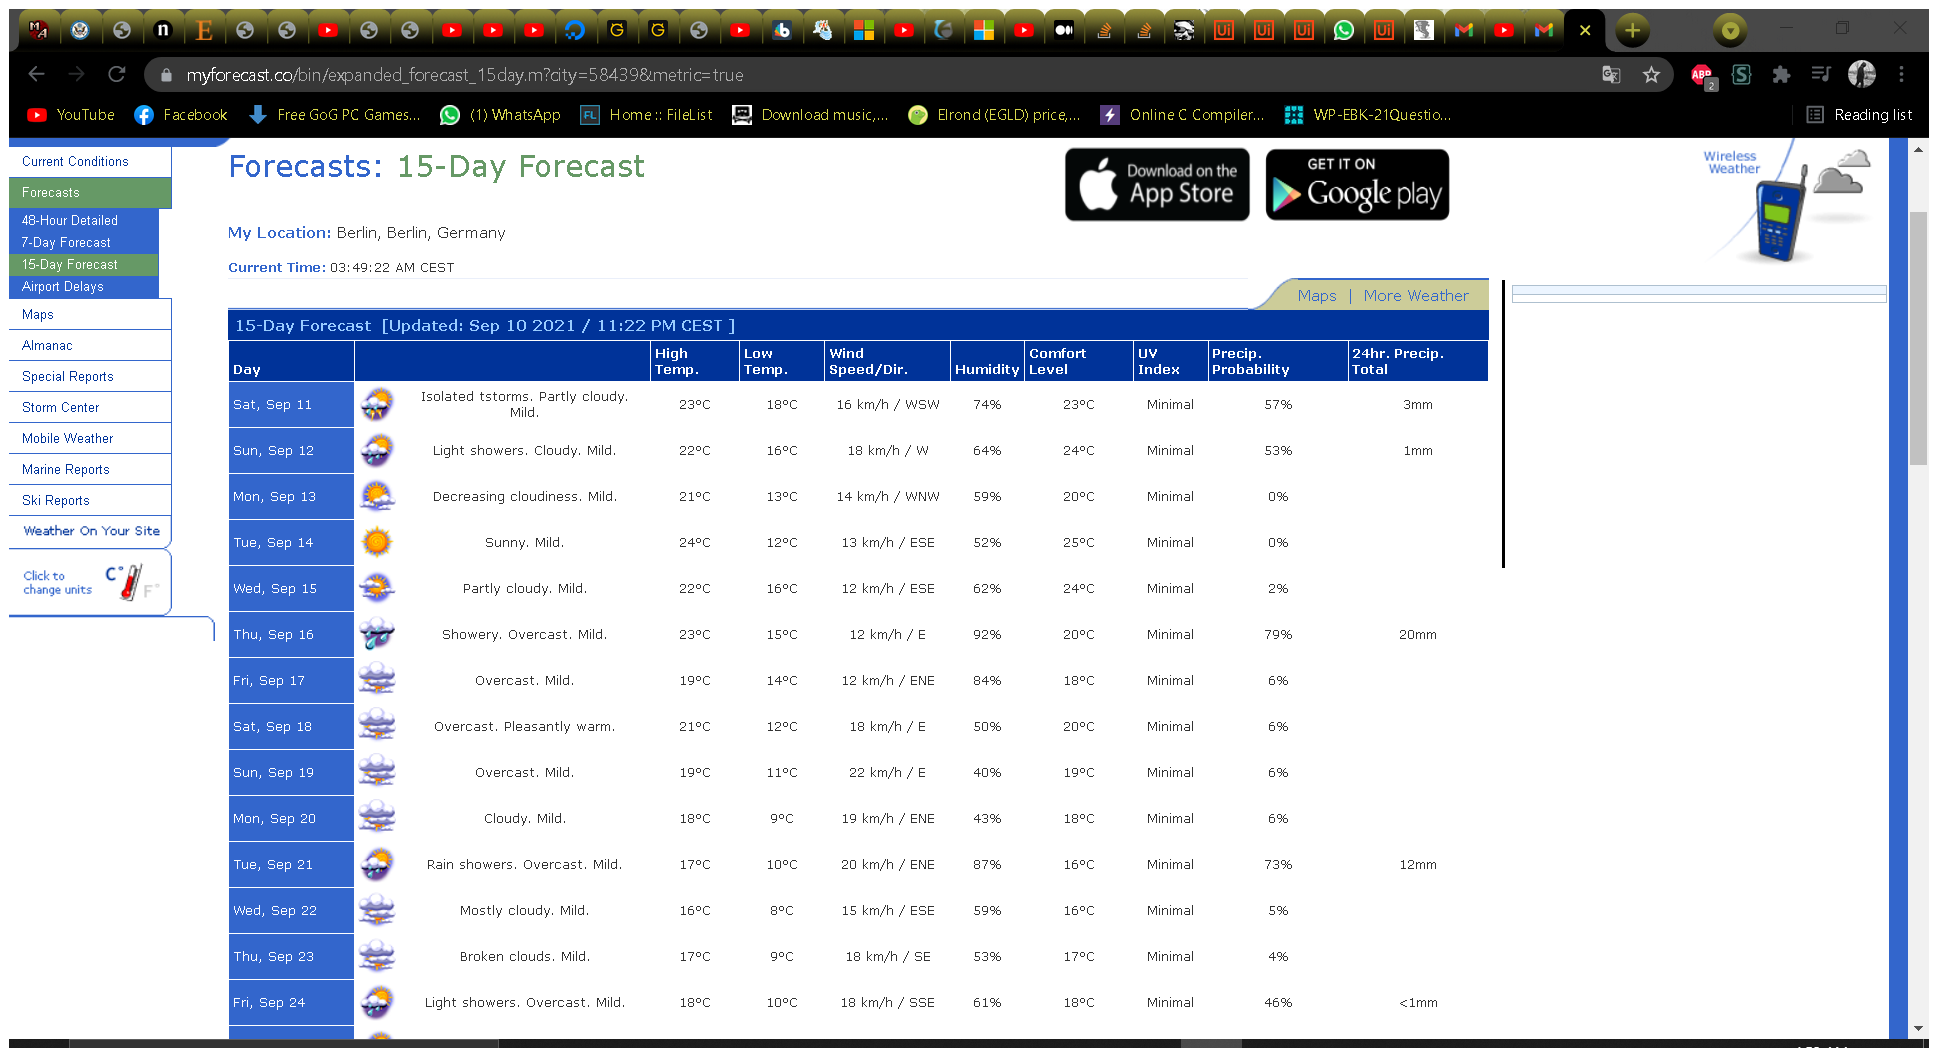 myforecast.co/bin/expanded_forecast_15day.m?city=58439&metric=true
ABP
2
YouTube
Facebook
Free GoG PC Games...
(1) WhatsApp
FL
Home :: FileList
Download music,...
Elrond (EGLD) price,...
Online C Compiler...
WP-EBK-21Questio...
Reading list
Current Conditions
Forecasts
48-Hour Detailed
7-Day Forecast
15-Day Forecast
Airport Delays
Maps
Almanac
Special Reports
Storm Center
Mobile Weather
Marine Reports
Ski Reports
Weather On Your Site
Click to
change units
C° F°
Forecasts: 15-Day Forecast
Download on the
App Store
GET IT ON
Google play
Wireless
Weather
My Location: Berlin, Berlin, Germany
Current Time: 03:49:22 AM CEST
Maps | More Weather
15-Day Forecast [Updated: Sep 10 2021 / 11:22 PM CEST ]
Day High Temp. Low Temp. Wind Speed/Dir. Humidity Comfort Level UV Index Precip. Probability 24hr. Precip. Total
Sat, Sep 11 Isolated tstorms. Partly cloudy. Mild. 23°C 18°C 16 km/h / WSW 74% 23°C Minimal 57% 3mm
Sun, Sep 12 Light showers. Cloudy. Mild. 22°C 16°C 18 km/h / W 64% 24°C Minimal 53% 1mm
Mon, Sep 13 Decreasing cloudiness. Mild. 21°C 13°C 14 km/h / WNW 59% 20°C Minimal 0%
Tue, Sep 14 Sunny. Mild. 24°C 12°C 13 km/h / ESE 52% 25°C Minimal 0%
Wed, Sep 15 Partly cloudy. Mild. 22°C 16°C 12 km/h / ESE 62% 24°C Minimal 2%
Thu, Sep 16 Showery. Overcast. Mild. 23°C 15°C 12 km/h / E 92% 20°C Minimal 79% 20mm
Fri, Sep 17 Overcast. Mild. 19°C 14°C 12 km/h / ENE 84% 18°C Minimal 6%
Sat, Sep 18 Overcast. Pleasantly warm. 21°C 12°C 18 km/h / E 50% 20°C Minimal 6%
Sun, Sep 19 Overcast. Mild. 19°C 11°C 22 km/h / E 40% 19°C Minimal 6%
Mon, Sep 20 Cloudy. Mild. 18°C 9°C 19 km/h / ENE 43% 18°C Minimal 6%
Tue, Sep 21 Rain showers. Overcast. Mild. 17°C 10°C 20 km/h / ENE 87% 16°C Minimal 73% 12mm
Wed, Sep 22 Mostly cloudy. Mild. 16°C 8°C 15 km/h / ESE 59% 16°C Minimal 5%
Thu, Sep 23 Broken clouds. Mild. 17°C 9°C 18 km/h / SE 53% 17°C Minimal 4%
Fri, Sep 24 Light showers. Overcast. Mild. 18°C 10°C 18 km/h / SSE 61% 18°C Minimal 46% <1mm